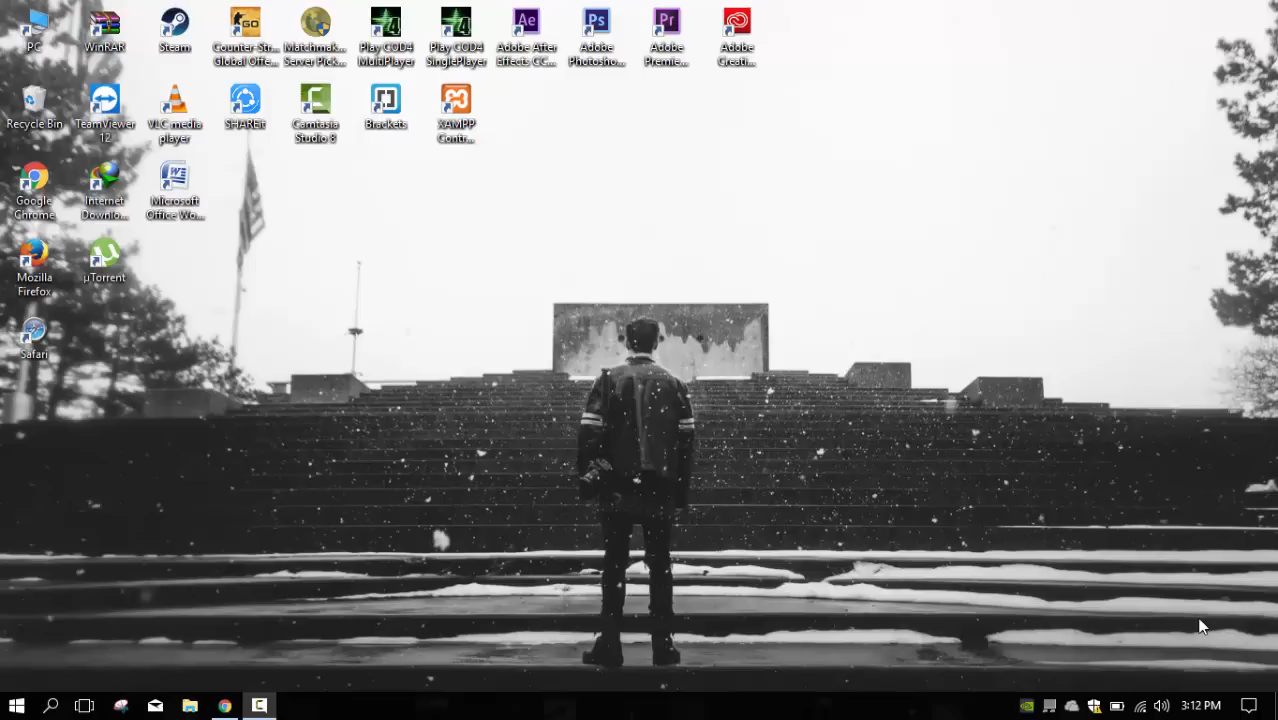 PC
WinRAR
Steam
Counter-Str...
Global Offe...
Matchmak...
Server Pick...
Play COD4
MultiPlayer
Play COD4
SinglePlayer
Adobe After
Effects CC...
Adobe
Photosho...
Adobe
Premie...
Adobe
Creati...
Recycle Bin
TeamViewer
12
VLC media
player
SHAREit
Camtasia
Studio 8
Brackets
XAMPP
Contr...
Google
Chrome
Internet
Downlo...
Microsoft
Office Wo...
Mozilla
Firefox
µTorrent
Safari
3:12 PM